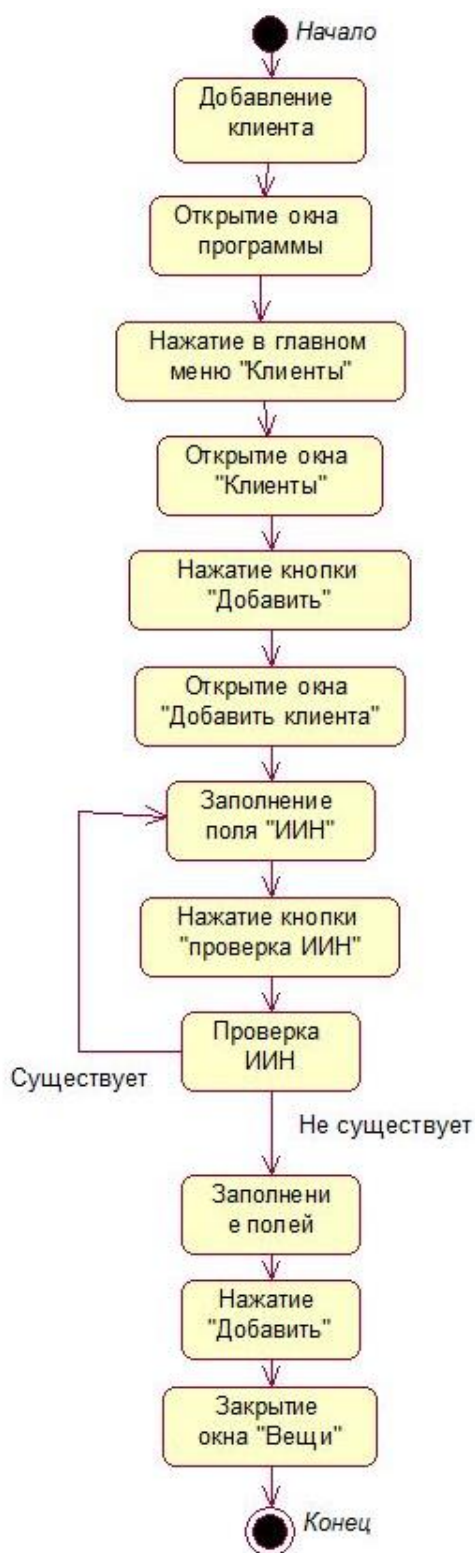 Начало
Добавление
клиента
Открытие окна
программы
Нажатие в главном
меню "Клиенты"
Открытие окна
"Клиенты"
Нажатие кнопки
"Добавить"
Открытие окна
"Добавить клиента"
Заполнение
поля "ИИН"
Нажатие кнопки
"проверка ИИН"
Проверка
ИИН
Существует
Не существует
Заполнени
е полей
Нажатие
"Добавить"
Закрытие
окна "Вещи"
Конец